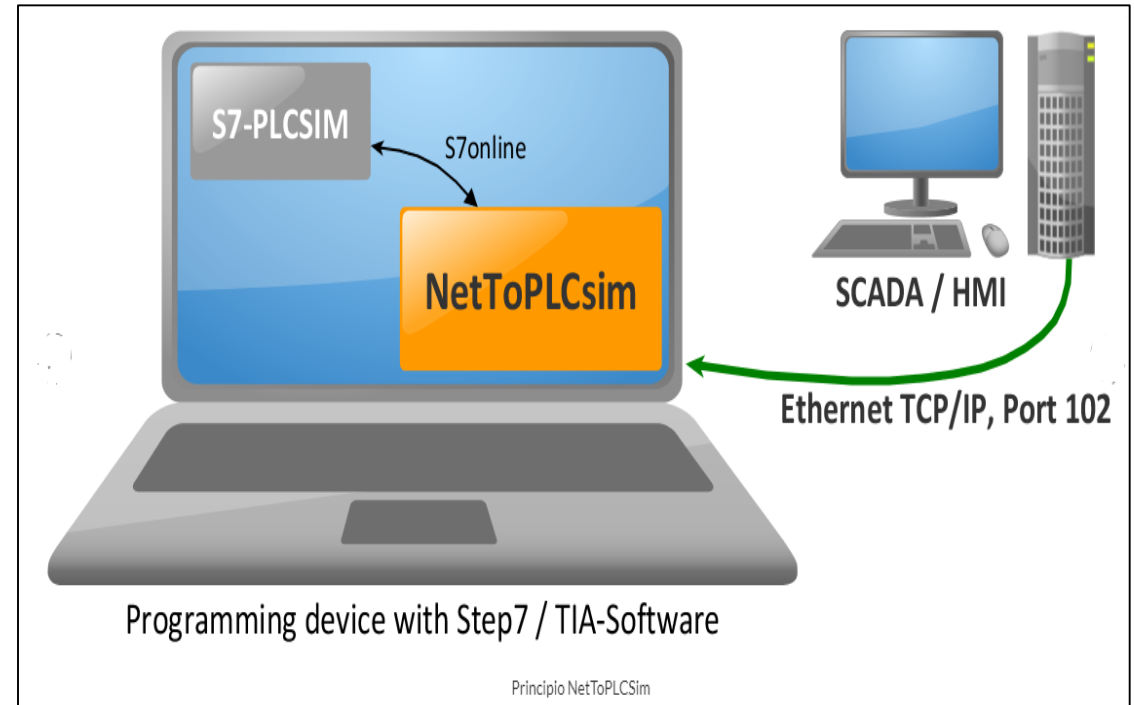 S7-PLCSIM
S7online
NetToPLCsim
SCADA / HMI
Ethernet TCP/IP, Port 102
Programming device with Step7 / TIA-Software
Principio NetToPLCSim